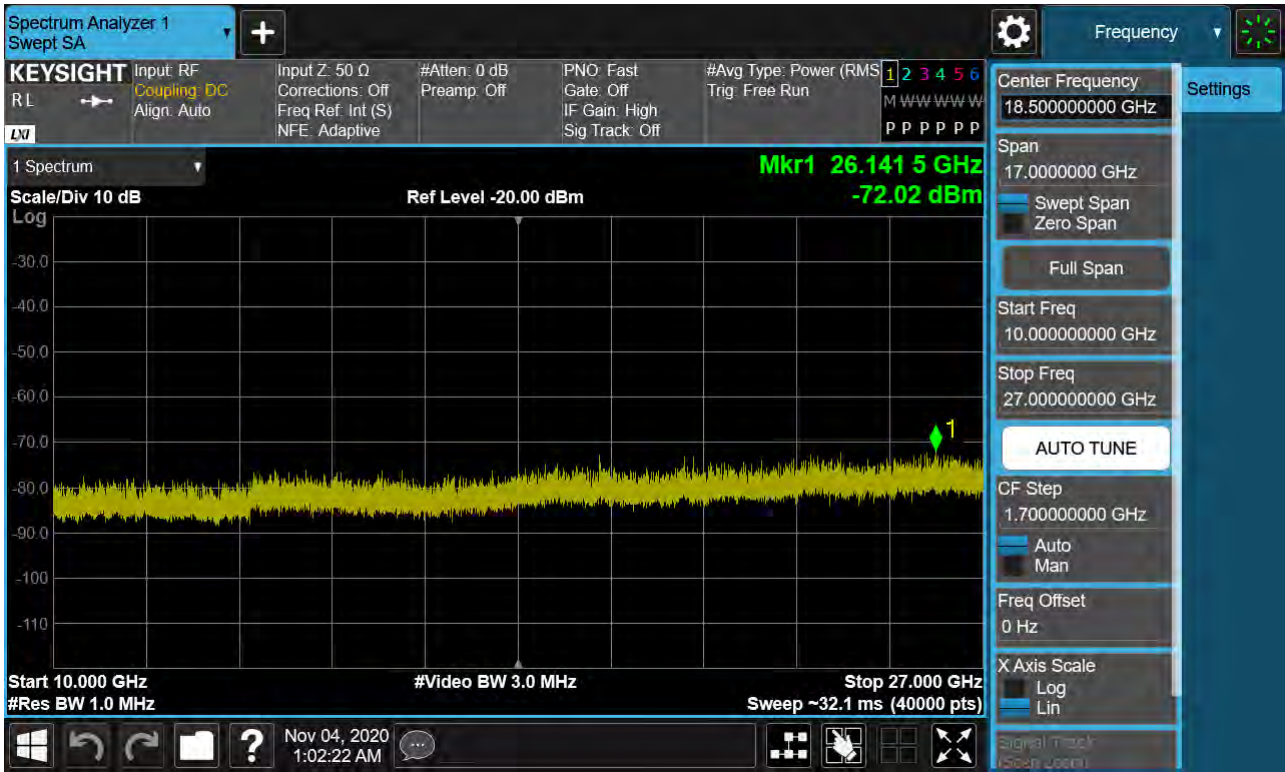 Spectrum Analyzer 1
Swept SA
Frequency
KEYSIGHT
RL
LXI
Input: RF
Coupling: DC
Align: Auto
Input Z: 50 Ω
Corrections: Off
Freq Ref: Int (S)
NFE: Adaptive
#Atten: 0 dB
Preamp: Off
PNO: Fast
Gate: Off
IF Gain: High
Sig Track: Off
#Avg Type: Power (RMS
Trig: Free Run
1 2 3 4 5 6
M W W W W W
P P P P P P
1 Spectrum
Scale/Div 10 dB
Log
Ref Level -20.00 dBm
Mkr1 26.141 5 GHz
-72.02 dBm
-30.0
-40.0
-50.0
-60.0
-70.0
-80.0
-90.0
-100
-110
1
Start 10.000 GHz
#Res BW 1.0 MHz
#Video BW 3.0 MHz
Stop 27.000 GHz
Sweep ~32.1 ms (40000 pts)
Center Frequency
18.500000000 GHz
Settings
Span
17.0000000 GHz
Swept Span
Zero Span
Full Span
Start Freq
10.000000000 GHz
Stop Freq
27.000000000 GHz
AUTO TUNE
CF Step
1.700000000 GHz
Auto
Man
Freq Offset
0 Hz
X Axis Scale
Log
Lin
Signal Track
(Span Zoom)
?
Nov 04, 2020
1:02:22 AM